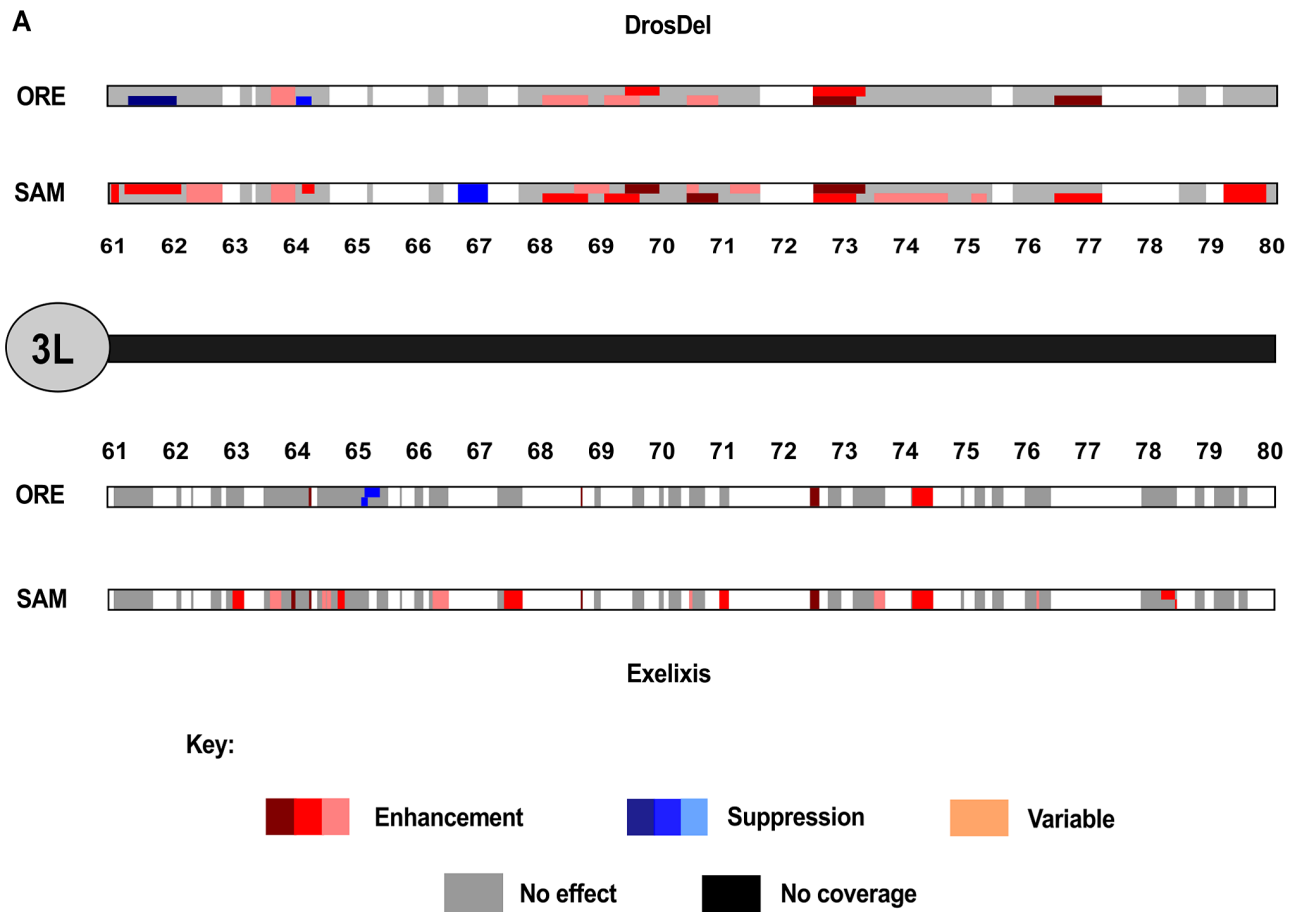 A
DrosDel
ORE
SAM
61 62 63 64 65 66 67 68 69 70 71 72 73 74 75 76 77 78 79 80
3L
61 62 63 64 65 66 67 68 69 70 71 72 73 74 75 76 77 78 79 80
ORE
SAM
Exelixis
Key:
Enhancement Suppression Variable
No effect No coverage